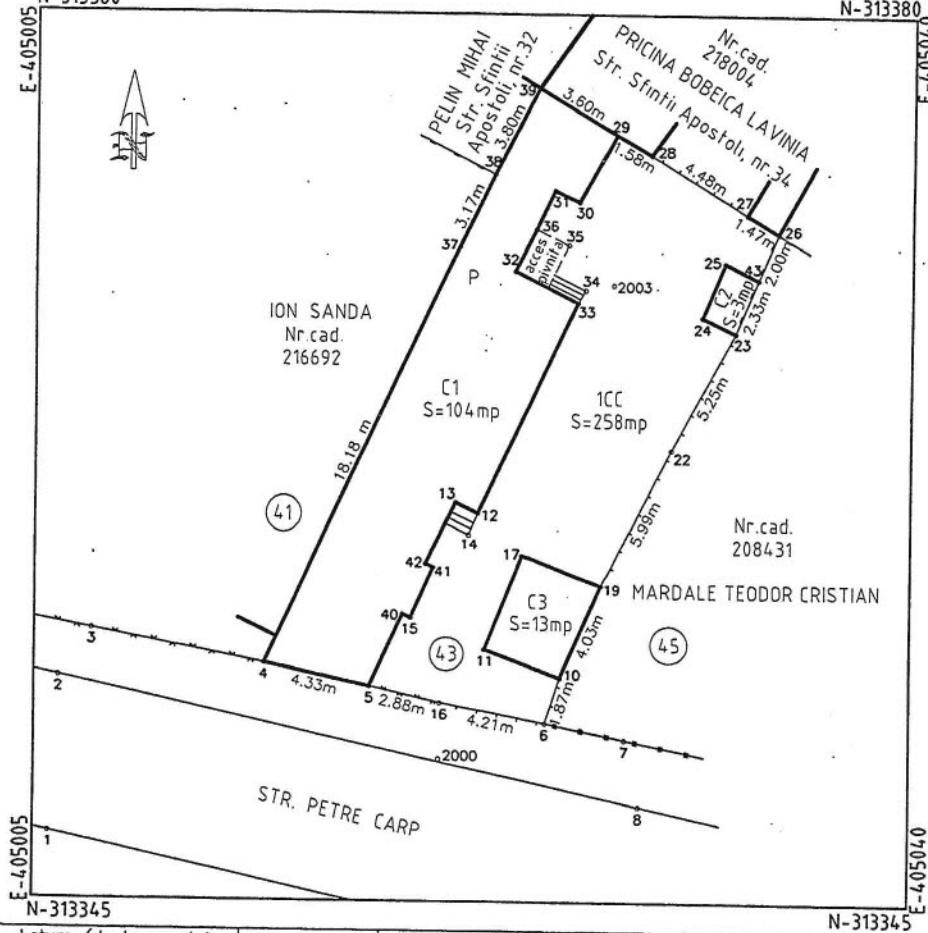 N-313380
E-405005
E-405040
PELIN MIHAI
Str. Sfintii
Apostoli, nr.32
Nr.cad.
218004
PRICINA BOBEICA LAVINIA
Str. Sfintii Apostoli, nr.34
39
3.60m
29
1.58m
28
4.48m
27
1.47m
26
3.80m
38
3.17m
37
31
30
36
35
32
acces
pivnita
34
33
2003
25
43
2.00m
C2
S=3mp
2.33m
24
23
P
ION SANDA
Nr.cad.
216692
C1
S=104mp
1CC
S=258mp
5.25m
22
18.18 m
41
13
12
14
5.99m
Nr.cad.
208431
MARDALE TEODOR CRISTIAN
42
41
17
19
C3
S=13mp
4.03m
45
40
15
43
11
10
3
4
4.33m
5
2.88m
16
4.21m
6
1.87m
7
2
2000
8
STR. PETRE CARP
1
E-405005
E-405040
N-313345
N-313345